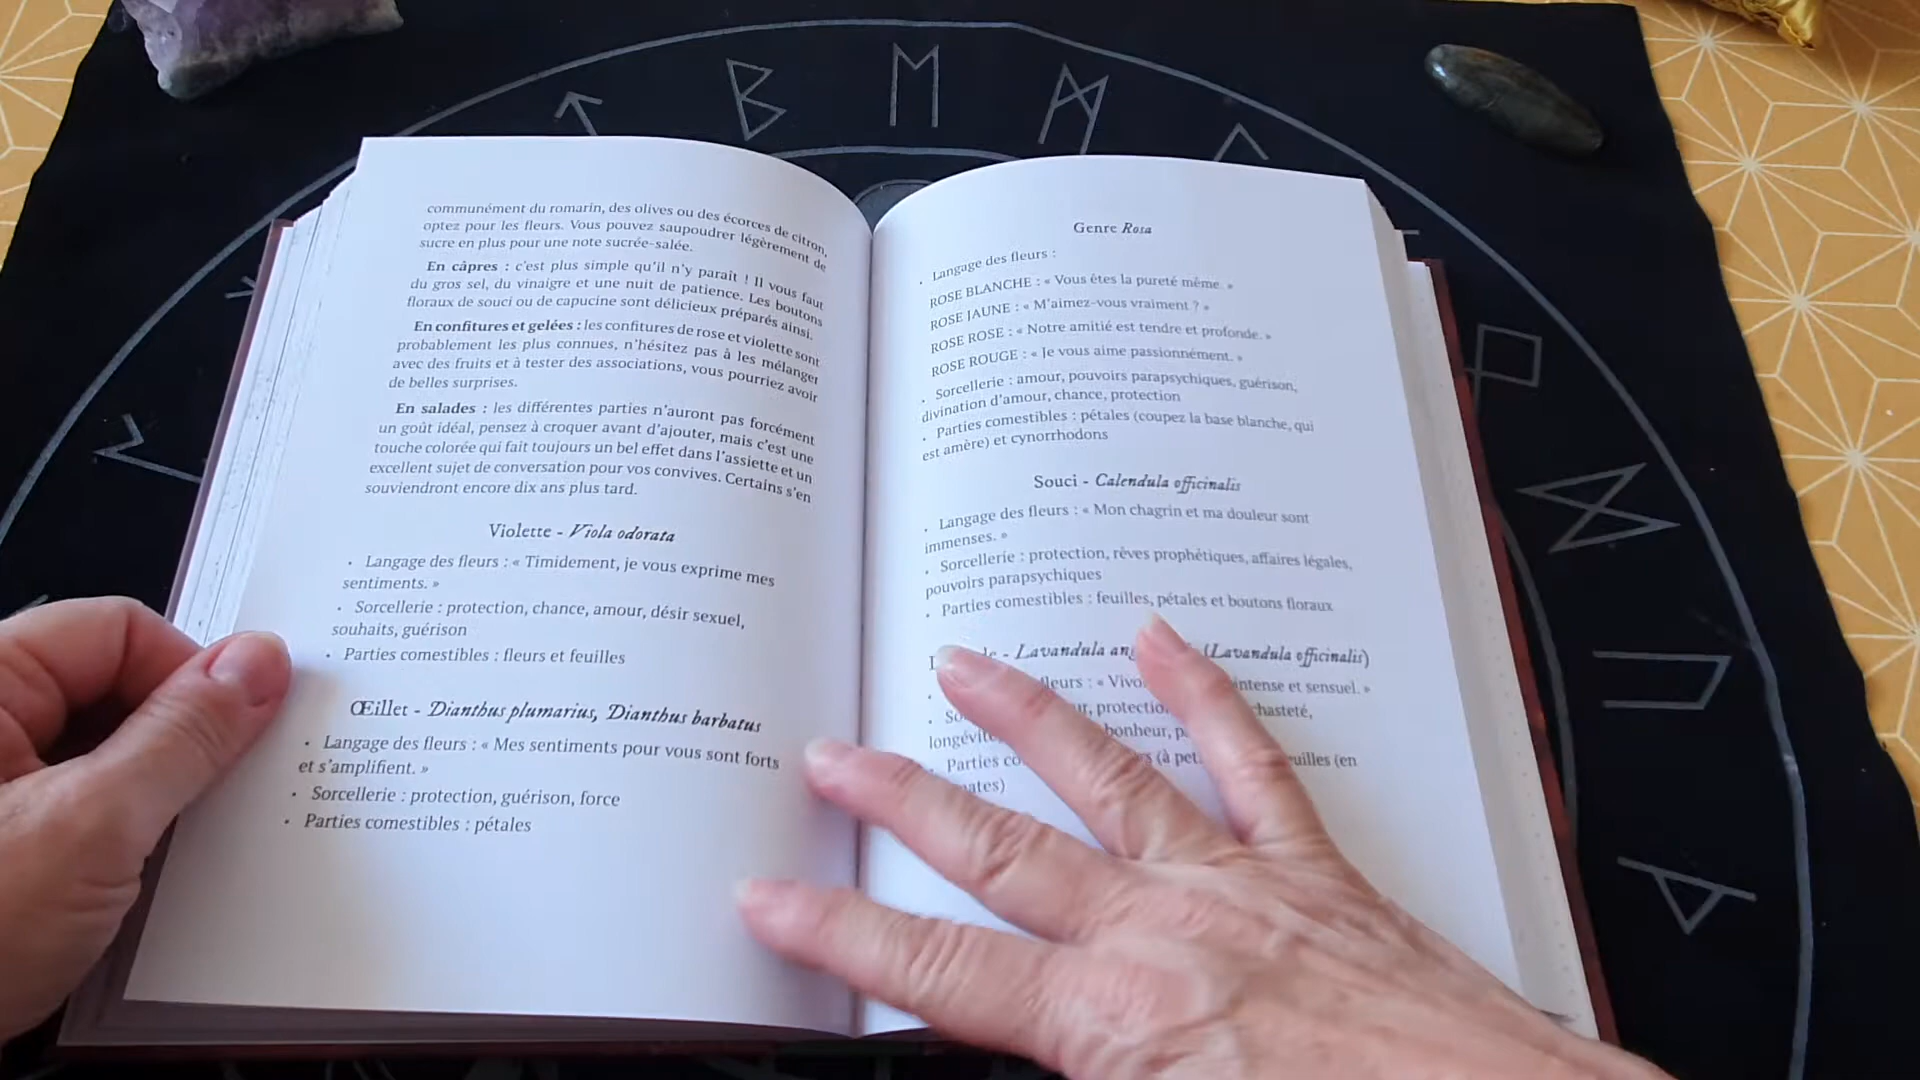 communément du romarin, des olives ou des écorces de citron,
optez pour les fleurs. Vous pouvez saupoudrer légèrement de
sucre en plus pour une note sucrée-salée.
En câpres : c'est plus simple qu'il n'y paraît ! Il vous faut
du gros sel, du vinaigre et une nuit de patience. Les boutons
floraux de souci ou de capucine sont délicieux préparés ainsi.
En confitures et gelées : les confitures de rose et violette sont
probablement les plus connues, n'hésitez pas à les mélanger
avec des fruits et à tester des associations, vous pourriez avoir
de belles surprises.
En salades : les différentes parties n'auront pas forcément
un goût idéal, pensez à croquer avant d'ajouter, mais c'est une
touche colorée qui fait toujours un bel effet dans l'assiette et un
excellent sujet de conversation pour vos convives. Certains s'en
souviendront encore dix ans plus tard.
Violette - Viola odorata
• Langage des fleurs : « Timidement, je vous exprime mes
sentiments. »
• Sorcellerie : protection, chance, amour, désir sexuel,
souhaits, guérison
• Parties comestibles : fleurs et feuilles
Œillet - Dianthus plumarius, Dianthus barbatus
• Langage des fleurs : « Mes sentiments pour vous sont forts
et s'amplifient. »
• Sorcellerie : protection, guérison, force
• Parties comestibles : pétales
Genre Rosa
• Langage des fleurs :
ROSE BLANCHE : « Vous êtes la pureté même. »
ROSE JAUNE : « M'aimez-vous vraiment ? »
ROSE ROSE : « Notre amitié est tendre et profonde. »
ROSE ROUGE : « Je vous aime passionnément. »
• Sorcellerie : amour, pouvoirs parapsychiques, guérison,
divination d'amour, chance, protection
• Parties comestibles : pétales (coupez la base blanche, qui
est amère) et cynorrhodons
Souci - Calendula officinalis
• Langage des fleurs : « Mon chagrin et ma douleur sont
immenses. »
• Sorcellerie : protection, rêves prophétiques, affaires légales,
pouvoirs parapsychiques
• Parties comestibles : feuilles, pétales et boutons floraux
- Lavandula (Lavandula officinalis)
fleurs : « intense et sensuel. »
• protection chasteté,
longévité bonheur,
• Parties (à (en